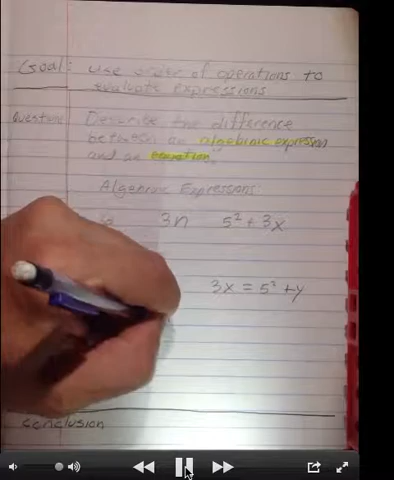 Goal: Use order of operations to
evaluate expressions
Question: Describe the difference
between an algebraic expression
and an equation.
Algebraic Expressions
3n 5² + 3x
3x = 5² + y
Conclusion